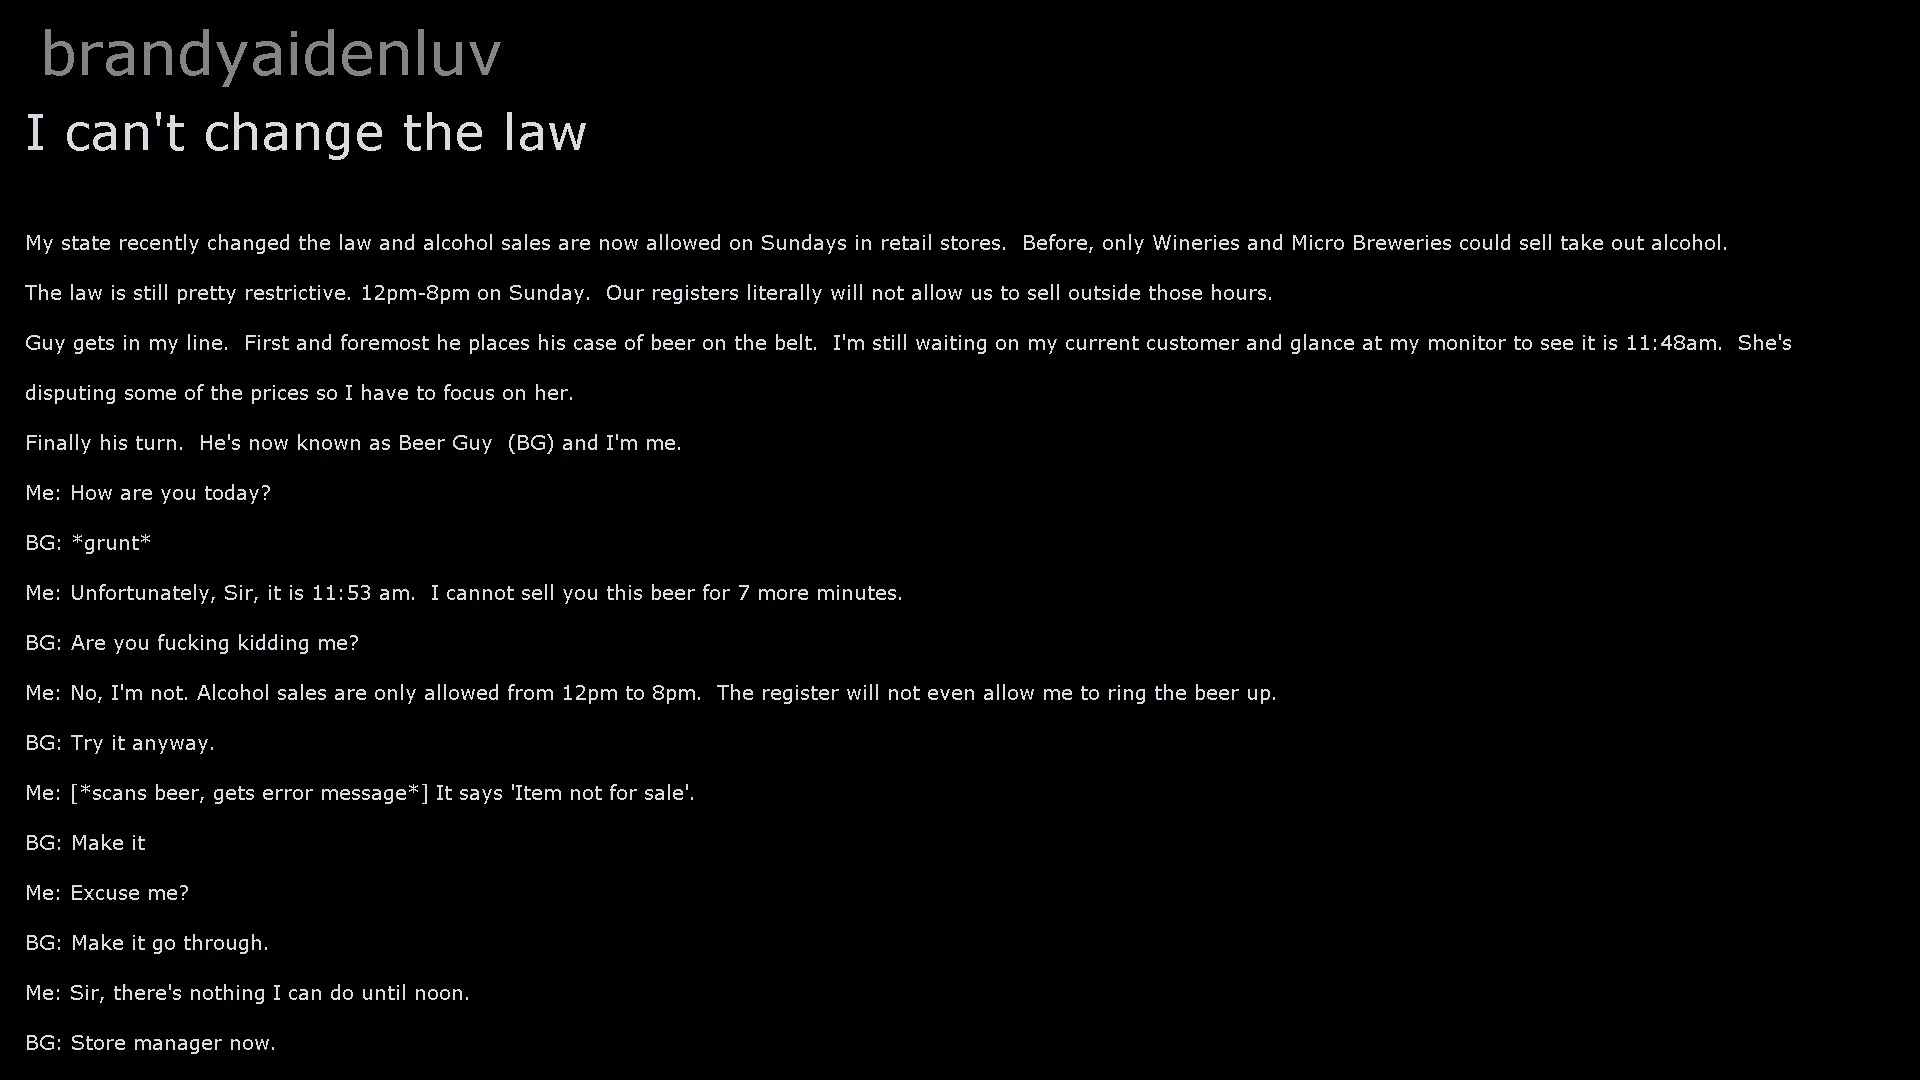 brandyaidenluv
I can't change the law
My state recently changed the law and alcohol sales are now allowed on Sundays in retail stores.  Before, only Wineries and Micro Breweries could sell take out alcohol.
The law is still pretty restrictive. 12pm-8pm on Sunday.  Our registers literally will not allow us to sell outside those hours.
Guy gets in my line.  First and foremost he places his case of beer on the belt.  I'm still waiting on my current customer and glance at my monitor to see it is 11:48am.  She's
disputing some of the prices so I have to focus on her.
Finally his turn.  He's now known as Beer Guy  (BG) and I'm me.
Me: How are you today?
BG: *grunt*
Me: Unfortunately, Sir, it is 11:53 am.  I cannot sell you this beer for 7 more minutes.
BG: Are you fucking kidding me?
Me: No, I'm not. Alcohol sales are only allowed from 12pm to 8pm.  The register will not even allow me to ring the beer up.
BG: Try it anyway.
Me: [*scans beer, gets error message*] It says 'Item not for sale'.
BG: Make it
Me: Excuse me?
BG: Make it go through.
Me: Sir, there's nothing I can do until noon.
BG: Store manager now.